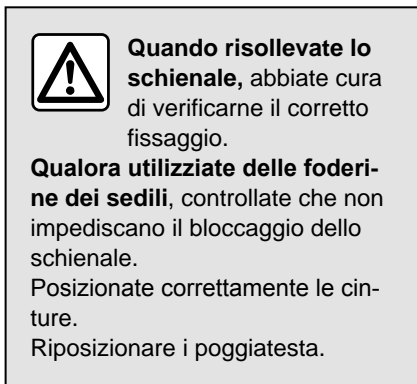 Quando risollevate lo
schienale, abbiate cura
di verificarne il corretto
fissaggio.
Qualora utilizziate delle foderi-
ne dei sedili, controllate che non
impediscano il bloccaggio dello
schienale.
Posizionate correttamente le cin-
ture.
Riposizionare i poggiatesta.